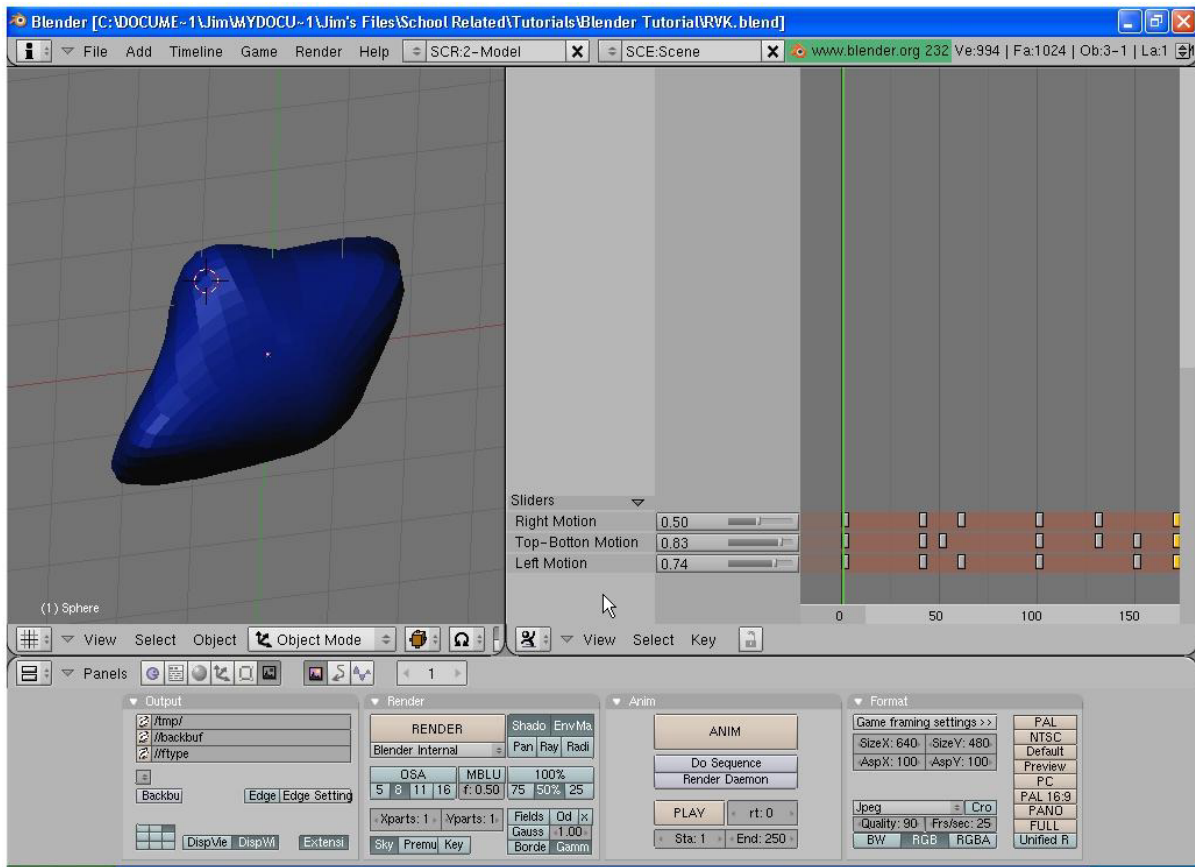 Blender [C:\DOCUME~1\Jim\MYDOCU~1\Jim's Files\School Related\Tutorials\Blender Tutorial\RVK.blend]
File Add Timeline Game Render Help SCR:2-Model SCE:Scene www.blender.org 232 Ve:994 | Fa:1024 | Ob:3-1 | La:1
Sliders
Right Motion 0.50
Top-Botton Motion 0.83
Left Motion 0.74
(1) Sphere
0 50 100 150
View Select Object Object Mode
View Select Key
Panels 1
Output
/tmp/
//backbuf
//ftype
Backbu Edge Edge Setting
DispVie DispWi Extensi
Render
RENDER
Blender Internal
Shado EnvMa
Pan Ray Radi
OSA MBLU 100%
5 8 11 16 f: 0.50 75 50% 25
Xparts: 1 Yparts: 1
Fields Od x
Gauss 1.00
Sky Premu Key Borde Gamm
Anim
ANIM
Do Sequence
Render Daemon
PLAY rt: 0
Sta: 1 End: 250
Format
Game framing settings >>
SizeX: 640 SizeY: 480
AspX: 100 AspY: 100
Jpeg Cro
Quality: 90 Frs/sec: 25
BW RGB RGBA
PAL
NTSC
Default
Preview
PC
PAL 16:9
PANO
FULL
Unified R